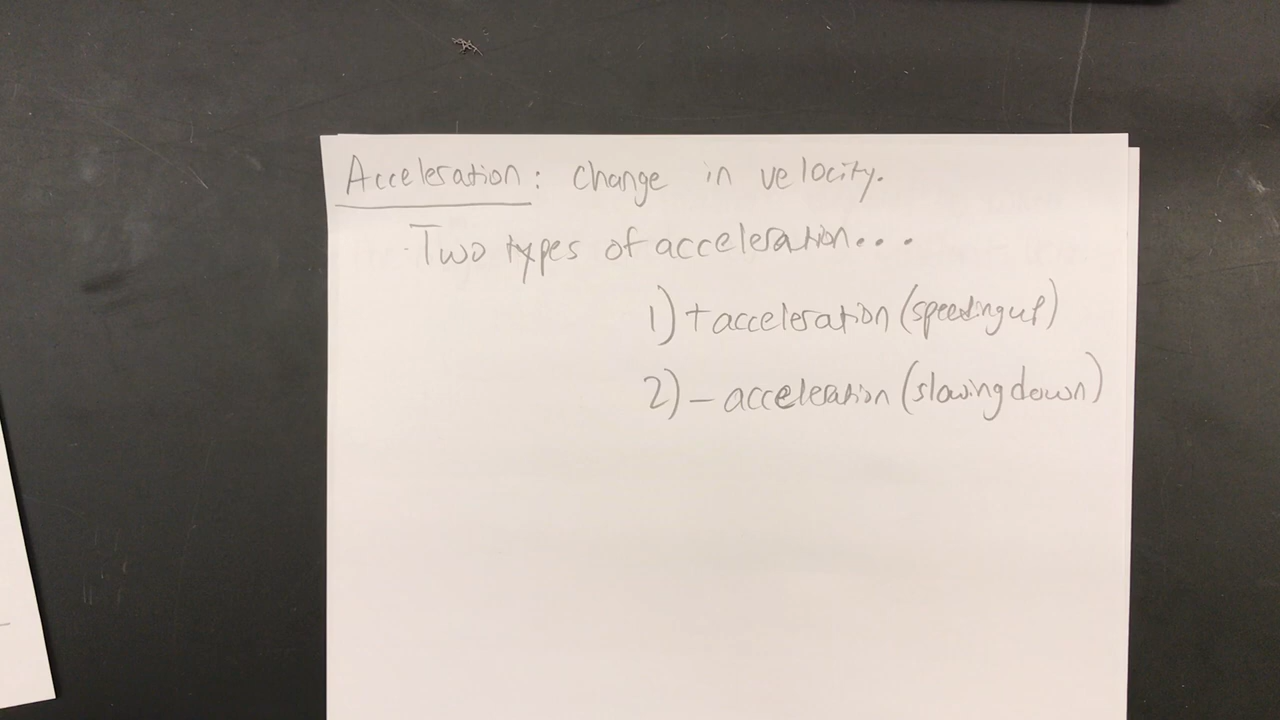 Acceleration: change in velocity.
Two types of acceleration...
1) + acceleration (speeding up)
2) - acceleration (slowing down)